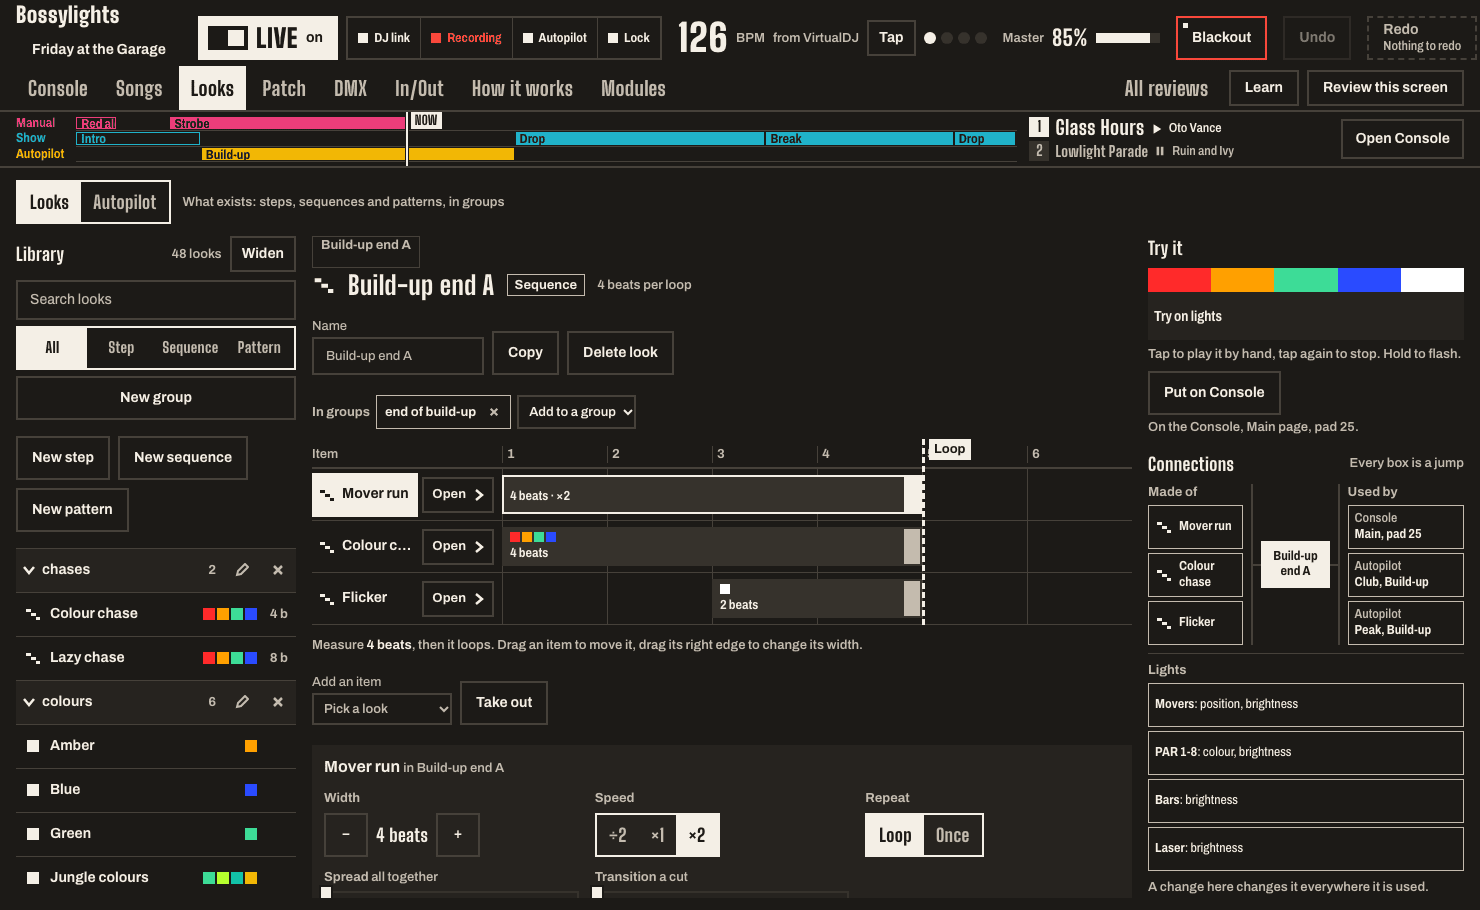 Bossylights
Friday at the Garage
LIVE on
DJ link
Recording
Autopilot
Lock
126 BPM from VirtualDJ
Tap
Master 85%
Blackout
Undo
Redo
Nothing to redo
Console
Songs
Looks
Patch
DMX
In/Out
How it works
Modules
All reviews
Learn
Review this screen
Manual
Red all
Strobe
NOW
Show
Intro
Drop
Break
Drop
Autopilot
Build-up
1 Glass Hours Oto Vance
2 Lowlight Parade Ruin and Ivy
Open Console
Looks
Autopilot
What exists: steps, sequences and patterns, in groups
Library
48 looks
Widen
Search looks
All
Step
Sequence
Pattern
New group
New step
New sequence
New pattern
chases 2
Colour chase 4 b
Lazy chase 8 b
colours 6
Amber
Blue
Green
Jungle colours
Build-up end A
Build-up end A
Sequence
4 beats per loop
Name
Build-up end A
Copy
Delete look
In groups
end of build-up ×
Add to a group
Item 1 2 3 4 Loop 6
Mover run
Open
4 beats · ×2
Colour c...
Open
4 beats
Flicker
Open
2 beats
Measure 4 beats, then it loops. Drag an item to move it, drag its right edge to change its width.
Add an item
Pick a look
Take out
Mover run in Build-up end A
Width
− 4 beats +
Speed
÷2 ×1 ×2
Repeat
Loop Once
Spread all together
Transition a cut
Try it
Try on lights
Tap to play it by hand, tap again to stop. Hold to flash.
Put on Console
On the Console, Main page, pad 25.
Connections
Every box is a jump
Made of
Used by
Mover run
Colour chase
Flicker
Build-up end A
Console
Main, pad 25
Autopilot
Club, Build-up
Autopilot
Peak, Build-up
Lights
Movers: position, brightness
PAR 1-8: colour, brightness
Bars: brightness
Laser: brightness
A change here changes it everywhere it is used.